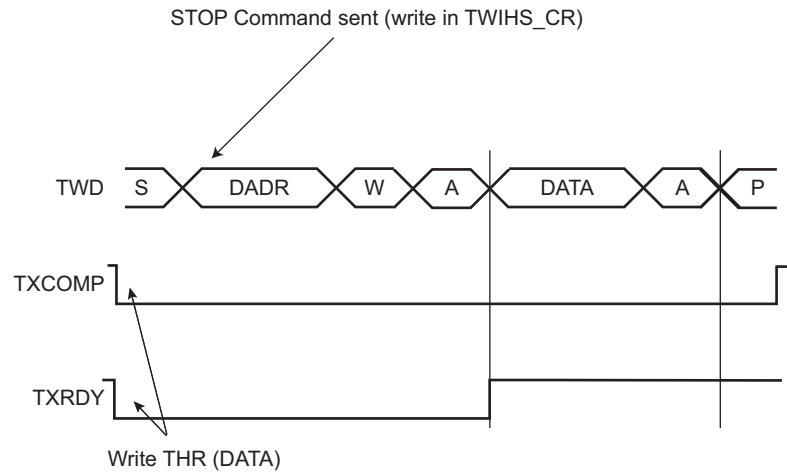 STOP Command sent (write in TWIHS_CR)
TWD S DADR W A DATA A P
TXCOMP
TXRDY
Write THR (DATA)